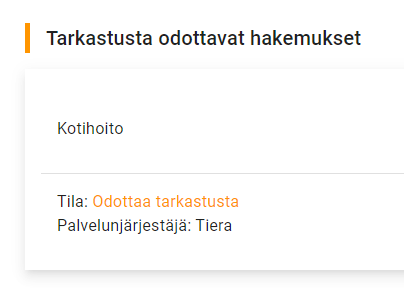 Tarkastusta odottavat hakemukset
Kotihoito
Tila: Odottaa tarkastusta
Palvelunjärjestäjä: Tiera